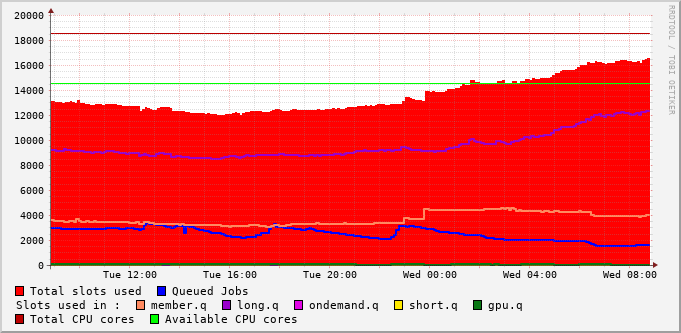 20000
18000
16000
14000
12000
10000
8000
6000
4000
2000
0
Tue 12:00 Tue 16:00 Tue 20:00 Wed 00:00 Wed 04:00 Wed 08:00
RRDTOOL / TOBI OETIKER
Total slots used Queued Jobs
Slots used in : member.q long.q ondemand.q short.q gpu.q
Total CPU cores Available CPU cores